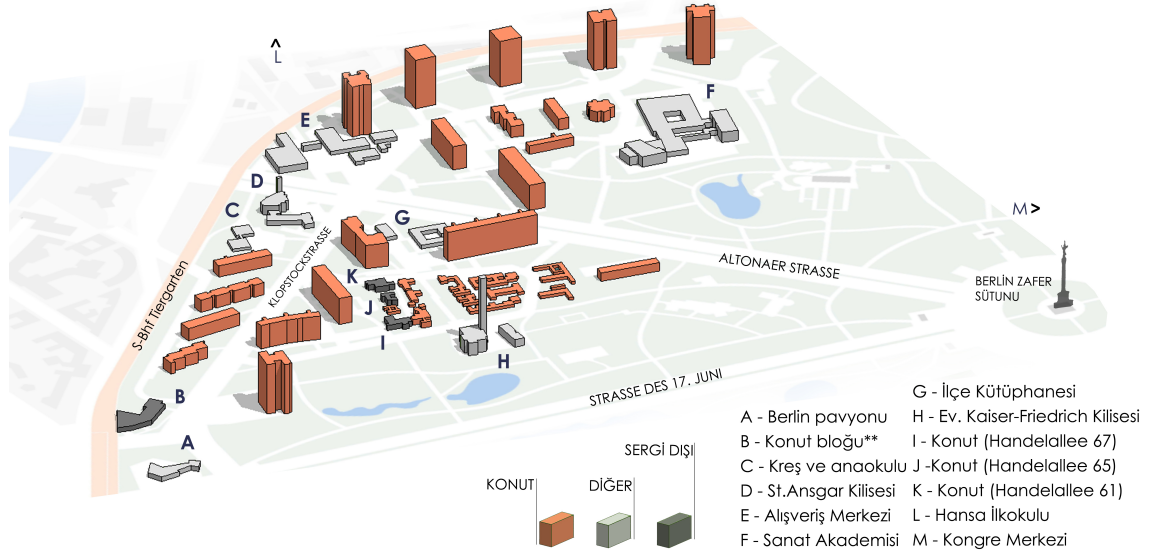 F
L
E
D
C
M
G
KLOPSTOCKSTRASSE
ALTONAER STRASSE
BERLİN ZAFER
SÜTUNU
S-Bhf Tiergarten
K
J
I
H
B
A
STRASSE DES 17. JUNI
KONUT
DİĞER
SERGİ DIŞI
A - Berlin pavyonu
B - Konut bloğu**
C - Kreş ve anaokulu
D - St.Ansgar Kilisesi
E - Alışveriş Merkezi
F - Sanat Akademisi
G - İlçe Kütüphanesi
H - Ev. Kaiser-Friedrich Kilisesi
I - Konut (Handelallee 67)
J -Konut (Handelallee 65)
K - Konut (Handelallee 61)
L - Hansa İlkokulu
M - Kongre Merkezi